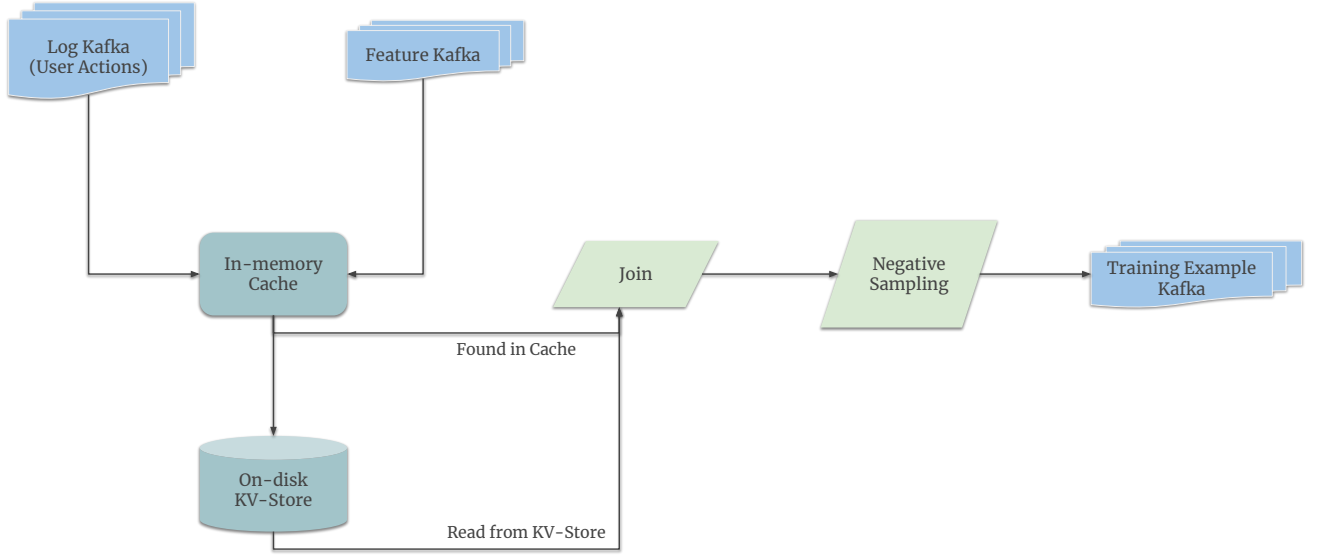 Log Kafka
(User Actions)
Feature Kafka
In-memory
Cache
Join
Negative
Sampling
Training Example
Kafka
Found in Cache
On-disk
KV-Store
Read from KV-Store